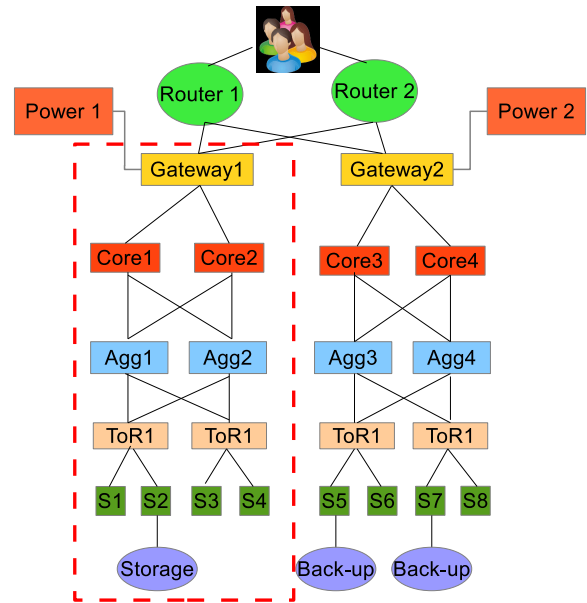 Router 1
Router 2
Power 1
Power 2
Gateway1
Gateway2
Core1
Core2
Core3
Core4
Agg1
Agg2
Agg3
Agg4
ToR1
ToR1
ToR1
ToR1
S1
S2
S3
S4
S5
S6
S7
S8
Storage
Back-up
Back-up